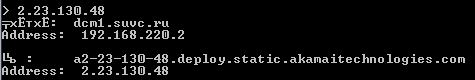 > 2.23.130.48
╤хЁтхЁ:  dcm1.suvc.ru
Address:  192.168.220.2
╚ь :     a2-23-130-48.deploy.static.akamaitechnologies.com
Address:  2.23.130.48